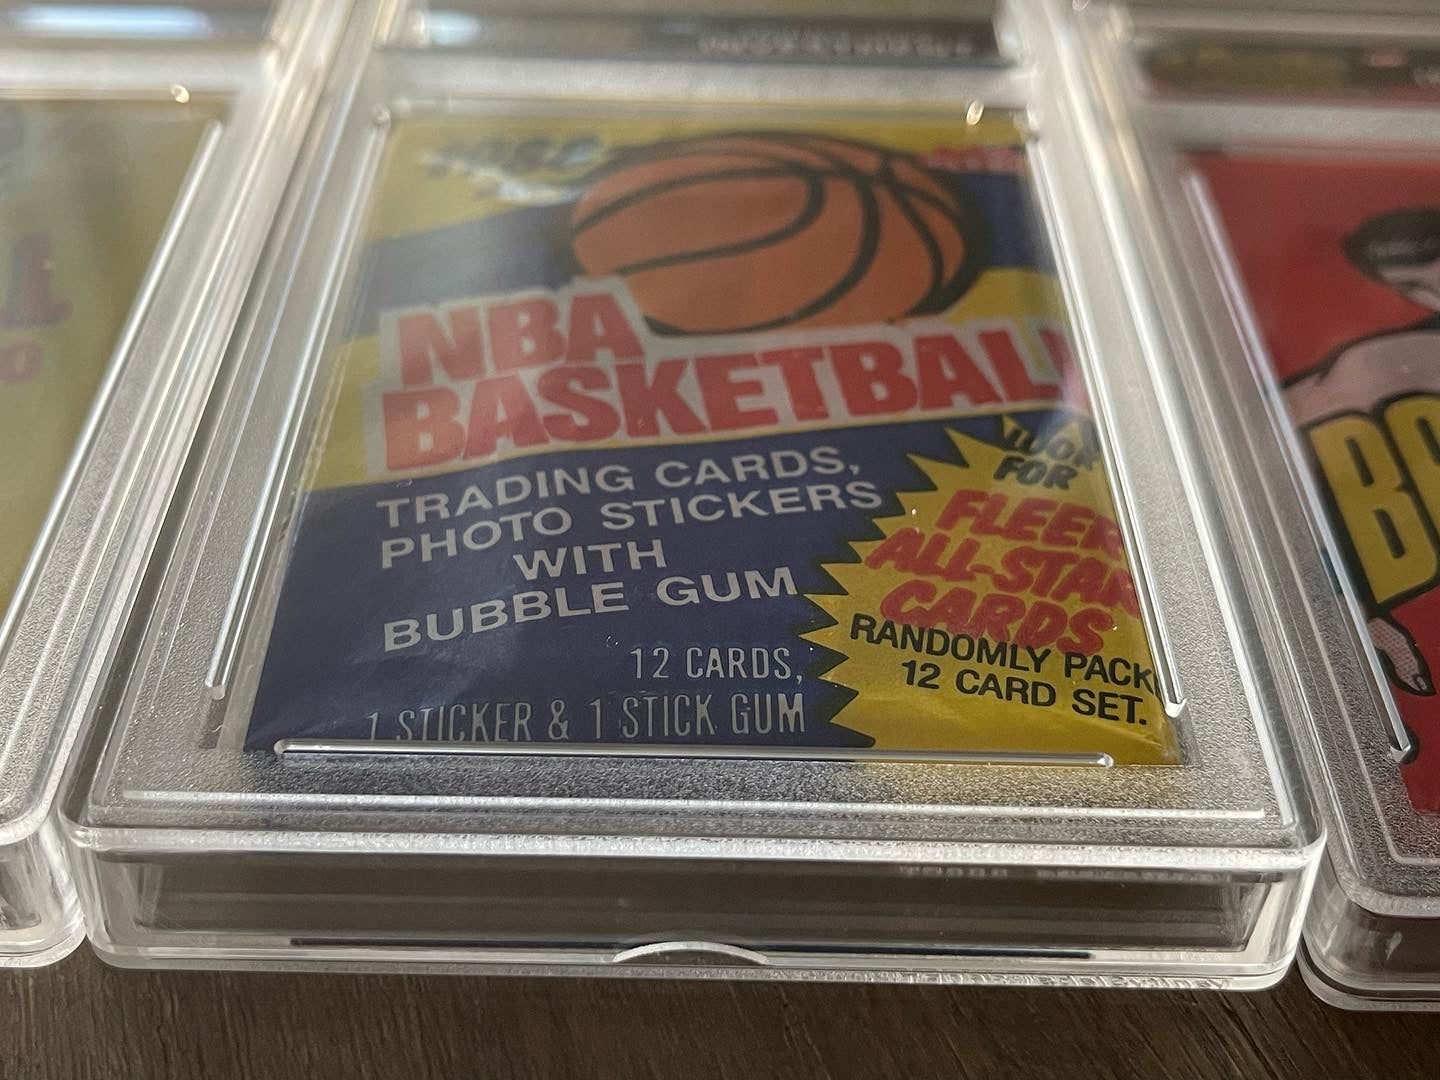 NBA
BASKETBALL
TRADING CARDS,
PHOTO STICKERS
WITH
BUBBLE GUM
12 CARDS,
1 STICKER & 1 STICK GUM
LOOK
FOR
FLEER
ALL-STAR
CARDS
RANDOMLY PACK
12 CARD SET.
BO